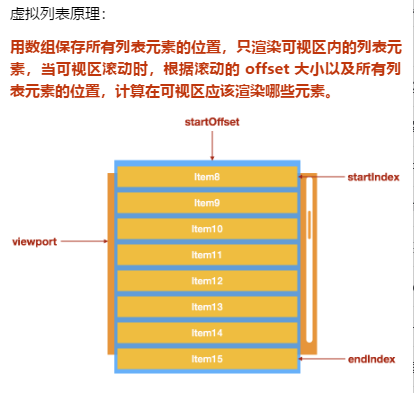 虚拟列表原理：
用数组保存所有列表元素的位置，只渲染可视区内的列表元
素，当可视区滚动时，根据滚动的 offset 大小以及所有列
表元素的位置，计算在可视区应该渲染哪些元素。
startOffset
Item8
startIndex
Item9
Item10
viewport
Item11
Item12
Item13
Item14
Item15
endIndex